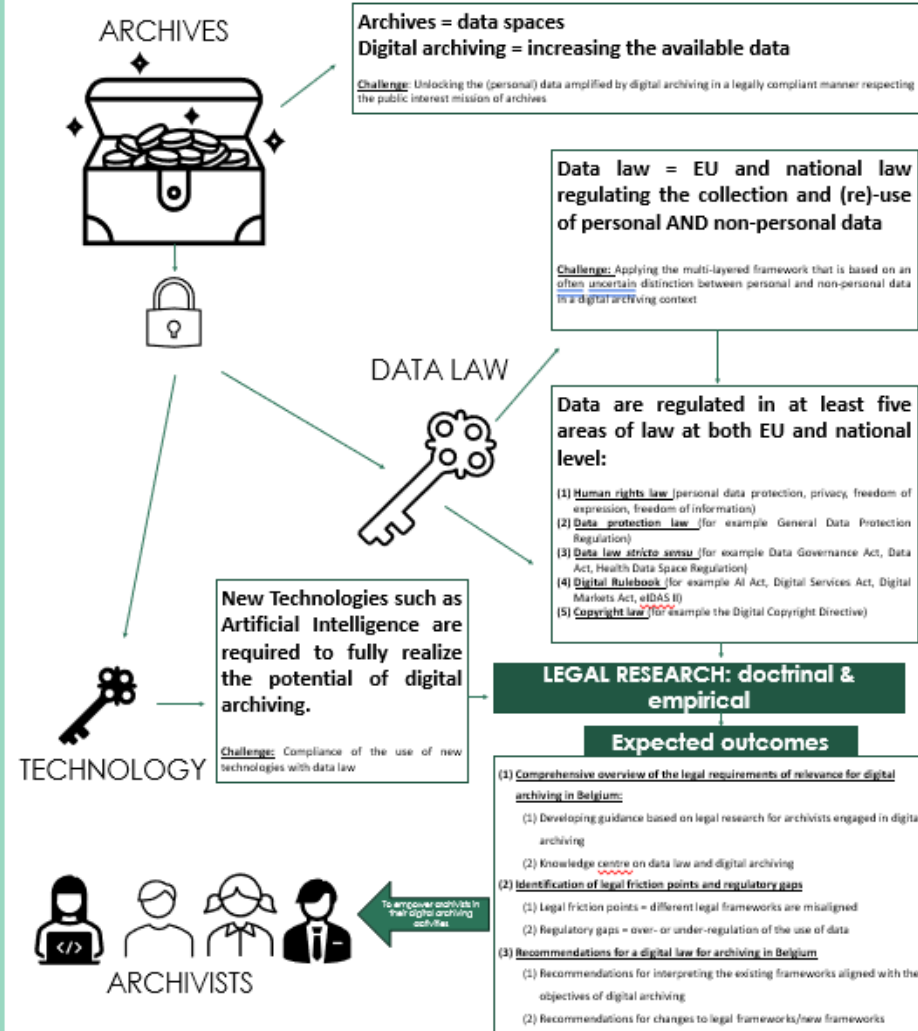 ARCHIVES
Archives = data spaces
Digital archiving = increasing the available data
Challenge: Unlocking the (personal) data amplified by digital archiving in a legally compliant manner respecting
the public interest mission of archives
Data law = EU and national law
regulating the collection and (re)-use
of personal AND non-personal data
Challenge: Applying the multi-layered framework that is based on an
often uncertain distinction between personal and non-personal data
in a digital archiving context
DATA LAW
Data are regulated in at least five
areas of law at both EU and national
level:
(1) Human rights law (personal data protection, privacy, freedom of
expression, freedom of information)
(2) Data protection law (for example General Data Protection
Regulation)
(3) Data law stricto sensu (for example Data Governance Act, Data
Act, Health Data Space Regulation)
(4) Digital Rulebook (for example AI Act, Digital Services Act, Digital
Markets Act, eIDAS II)
(5) Copyright law (for example the Digital Copyright Directive)
New Technologies such as
Artificial Intelligence are
required to fully realize
the potential of digital
archiving.
Challenge: Compliance of the use of new
technologies with data law
TECHNOLOGY
LEGAL RESEARCH: doctrinal &
empirical
Expected outcomes
(1) Comprehensive overview of the legal requirements of relevance for digital
archiving in Belgium:
(1) Developing guidance based on legal research for archivists engaged in digita
archiving
(2) Knowledge centre on data law and digital archiving
(2) Identification of legal friction points and regulatory gaps
(1) Legal friction points = different legal frameworks are misaligned
(2) Regulatory gaps = over- or under-regulation of the use of data
(3) Recommendations for a digital law for archiving in Belgium
(1) Recommendations for interpreting the existing frameworks aligned with the
objectives of digital archiving
(2) Recommendations for changes to legal frameworks/new frameworks
To empower archivists in
their digital archiving
activities
</>
ARCHIVISTS